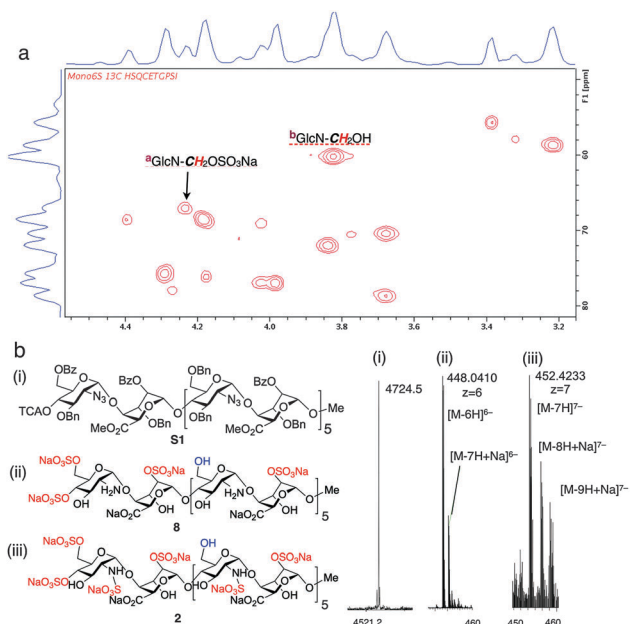 a
Mono6S 13C HSQCETGPSI
F1 [ppm]
aGlcN-CH2OSO3Na
bGlcN-CH2OH
60
70
80
4.4 4.2 4.0 3.8 3.6 3.4 3.2
b
(i)
OBz
BzO
OBn
BzO
TCAO
OBn
N3
MeO2C
OBn
OBn
N3
MeO2C
OBn
5
Me
S1
(ii)
NaO3SO
OSO3Na
OH
OSO3Na
NaO3SO
OH
H2N
NaO2C
OH
OH
H2N
NaO2C
OH
5
Me
8
(iii)
NaO3SO
OSO3Na
OH
OSO3Na
NaO3SO
OH
NH
NaO3S
NaO2C
OH
OH
NH
NaO3S
NaO2C
OH
5
Me
2
(i) (ii) (iii)
4724.5
448.0410
z=6
[M-6H]6–
[M-7H+Na]6–
452.4233
z=7
[M-7H]7–
[M-8H+Na]7–
[M-9H+Na]7–
4521.2
460
450 460